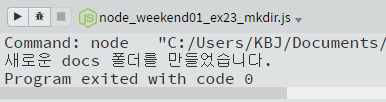 node_weekend01_ex23_mkdir.js
Command: node "C:/Users/KBJ/Documents/
새로운 docs 폴더를 만들었습니다.
Program exited with code 0